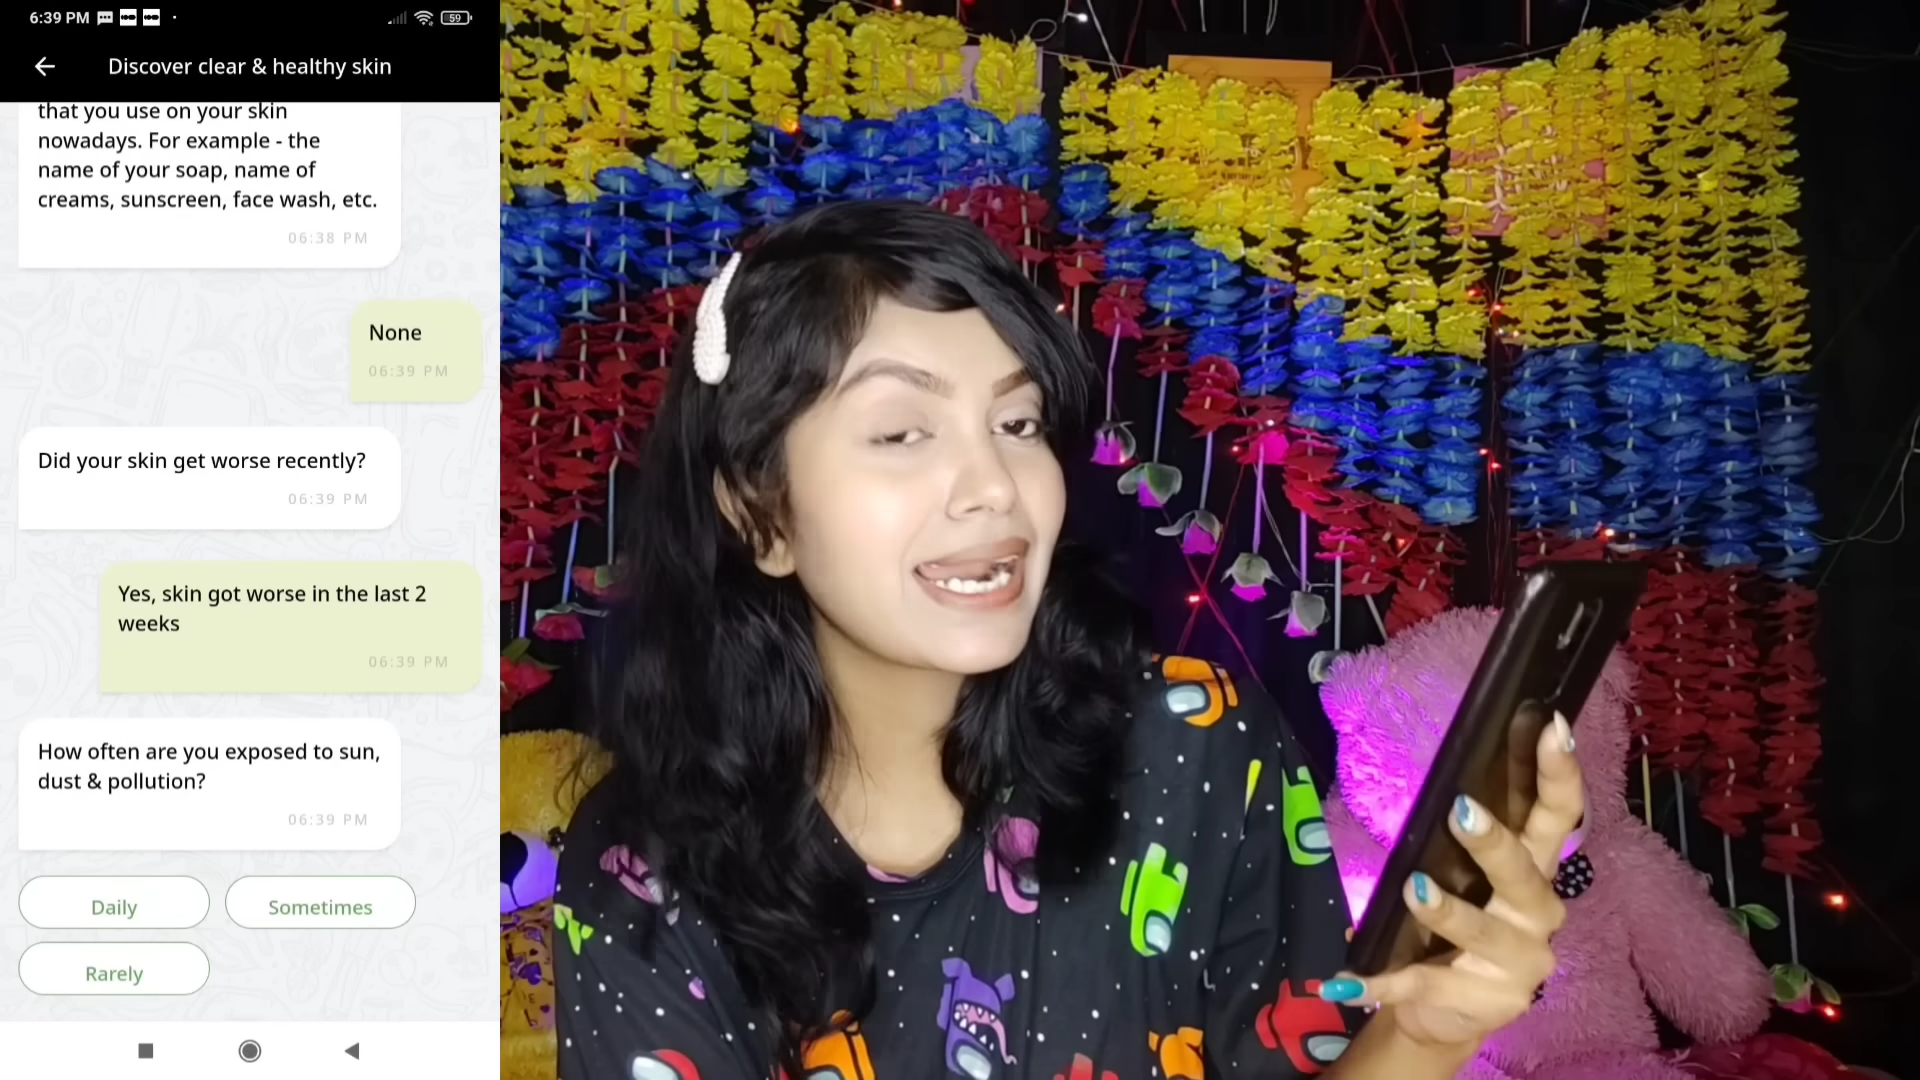 6:39 PM
59
Discover clear & healthy skin
that you use on your skin
nowadays. For example - the
name of your soap, name of
creams, sunscreen, face wash, etc.
06:38 PM
None
06:39 PM
Did your skin get worse recently?
06:39 PM
Yes, skin got worse in the last 2
weeks
06:39 PM
How often are you exposed to sun,
dust & pollution?
06:39 PM
Daily
Sometimes
Rarely